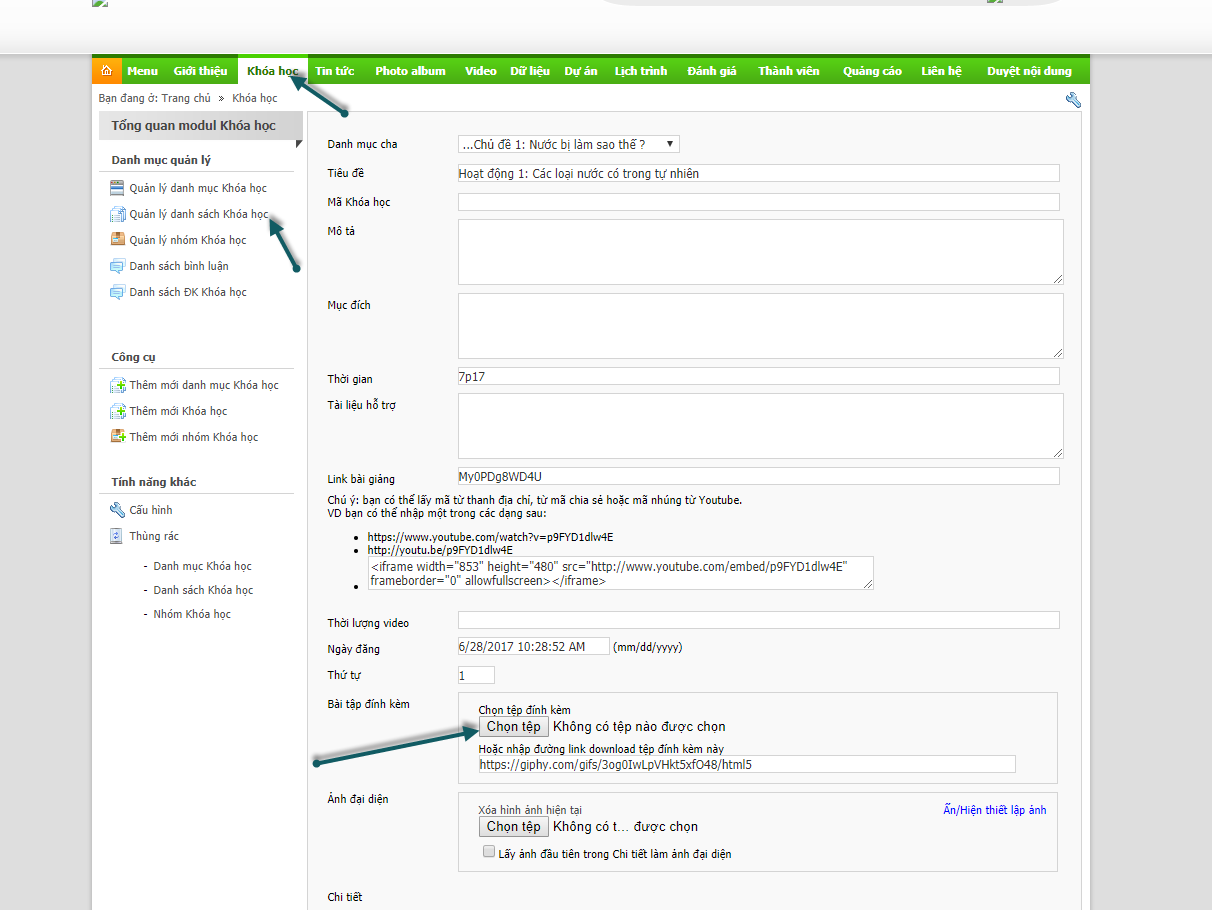 Menu Giới thiệu Khóa học Tin tức Photo album Video Dữ liệu Dự án Lịch trình Đánh giá Thành viên Quảng cáo Liên hệ Duyệt nội dung
Bạn đang ở: Trang chủ » Khóa học
Tổng quan modul Khóa học
Danh mục quản lý
Quản lý danh mục Khóa học
Quản lý danh sách Khóa học
Quản lý nhóm Khóa học
Danh sách bình luận
Danh sách ĐK Khóa học
Công cụ
Thêm mới danh mục Khóa học
Thêm mới Khóa học
Thêm mới nhóm Khóa học
Tính năng khác
Cấu hình
Thùng rác
- Danh mục Khóa học
- Danh sách Khóa học
- Nhóm Khóa học
Danh mục cha ...Chủ đề 1: Nước bị làm sao thế ?
Tiêu đề Hoạt động 1: Các loại nước có trong tự nhiên
Mã Khóa học
Mô tả
Mục đích
Thời gian 7p17
Tài liệu hỗ trợ
Link bài giảng My0PDg8WD4U
Chú ý: bạn có thể lấy mã từ thanh địa chỉ, từ mã chia sẻ hoặc mã nhúng từ Youtube.
VD bạn có thể nhập một trong các dạng sau:
• https://www.youtube.com/watch?v=p9FYD1dlw4E
• http://youtu.be/p9FYD1dlw4E
• <iframe width="853" height="480" src="http://www.youtube.com/embed/p9FYD1dlw4E"
frameborder="0" allowfullscreen></iframe>
Thời lượng video
Ngày đăng 6/28/2017 10:28:52 AM (mm/dd/yyyy)
Thứ tự 1
Bài tập đính kèm
Chọn tệp đính kèm
Chọn tệp Không có tệp nào được chọn
Hoặc nhập đường link download tệp đính kèm này
https://giphy.com/gifs/3og0IwLpVHkt5xfO48/html5
Ảnh đại diện
Xóa hình ảnh hiện tại Ẩn/Hiện thiết lập ảnh
Chọn tệp Không có t... được chọn
Lấy ảnh đầu tiên trong Chi tiết làm ảnh đại diện
Chi tiết